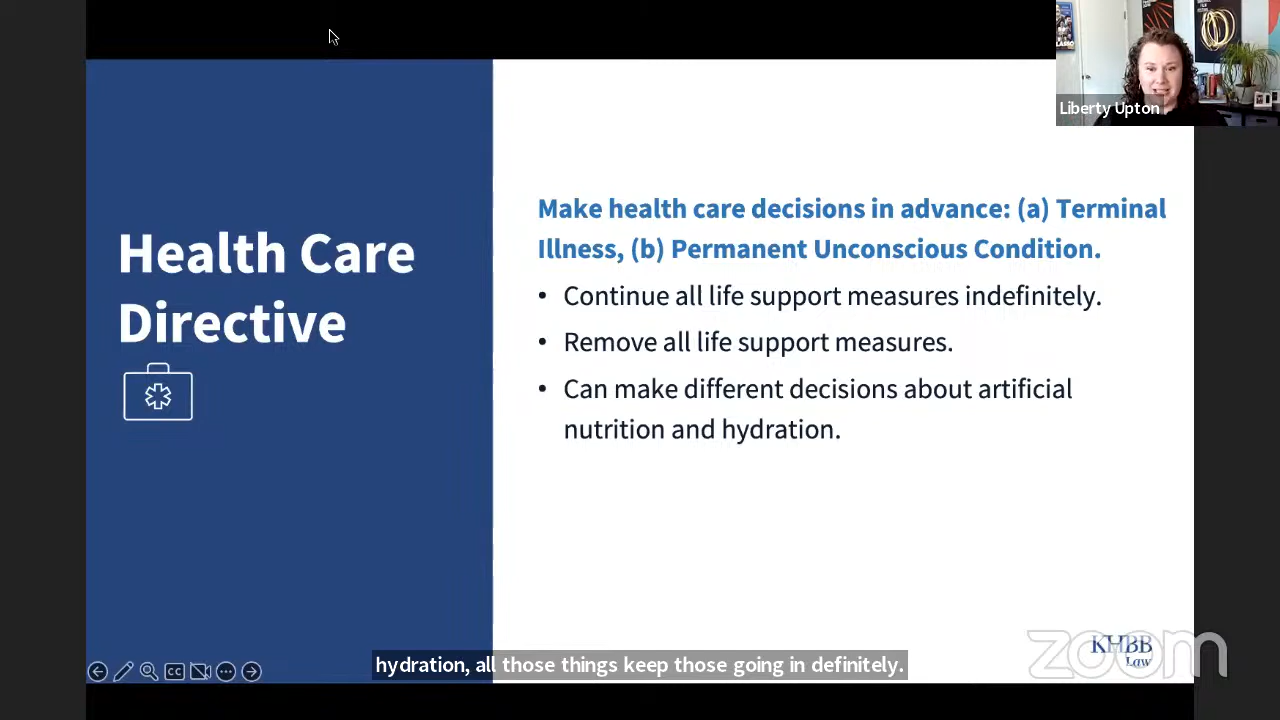 Liberty Upton
Health Care
Directive
Make health care decisions in advance: (a) Terminal
Illness, (b) Permanent Unconscious Condition.
• Continue all life support measures indefinitely.
• Remove all life support measures.
• Can make different decisions about artificial
nutrition and hydration.
KHBB
Law
zoom
CC
hydration, all those things keep those going in definitely.